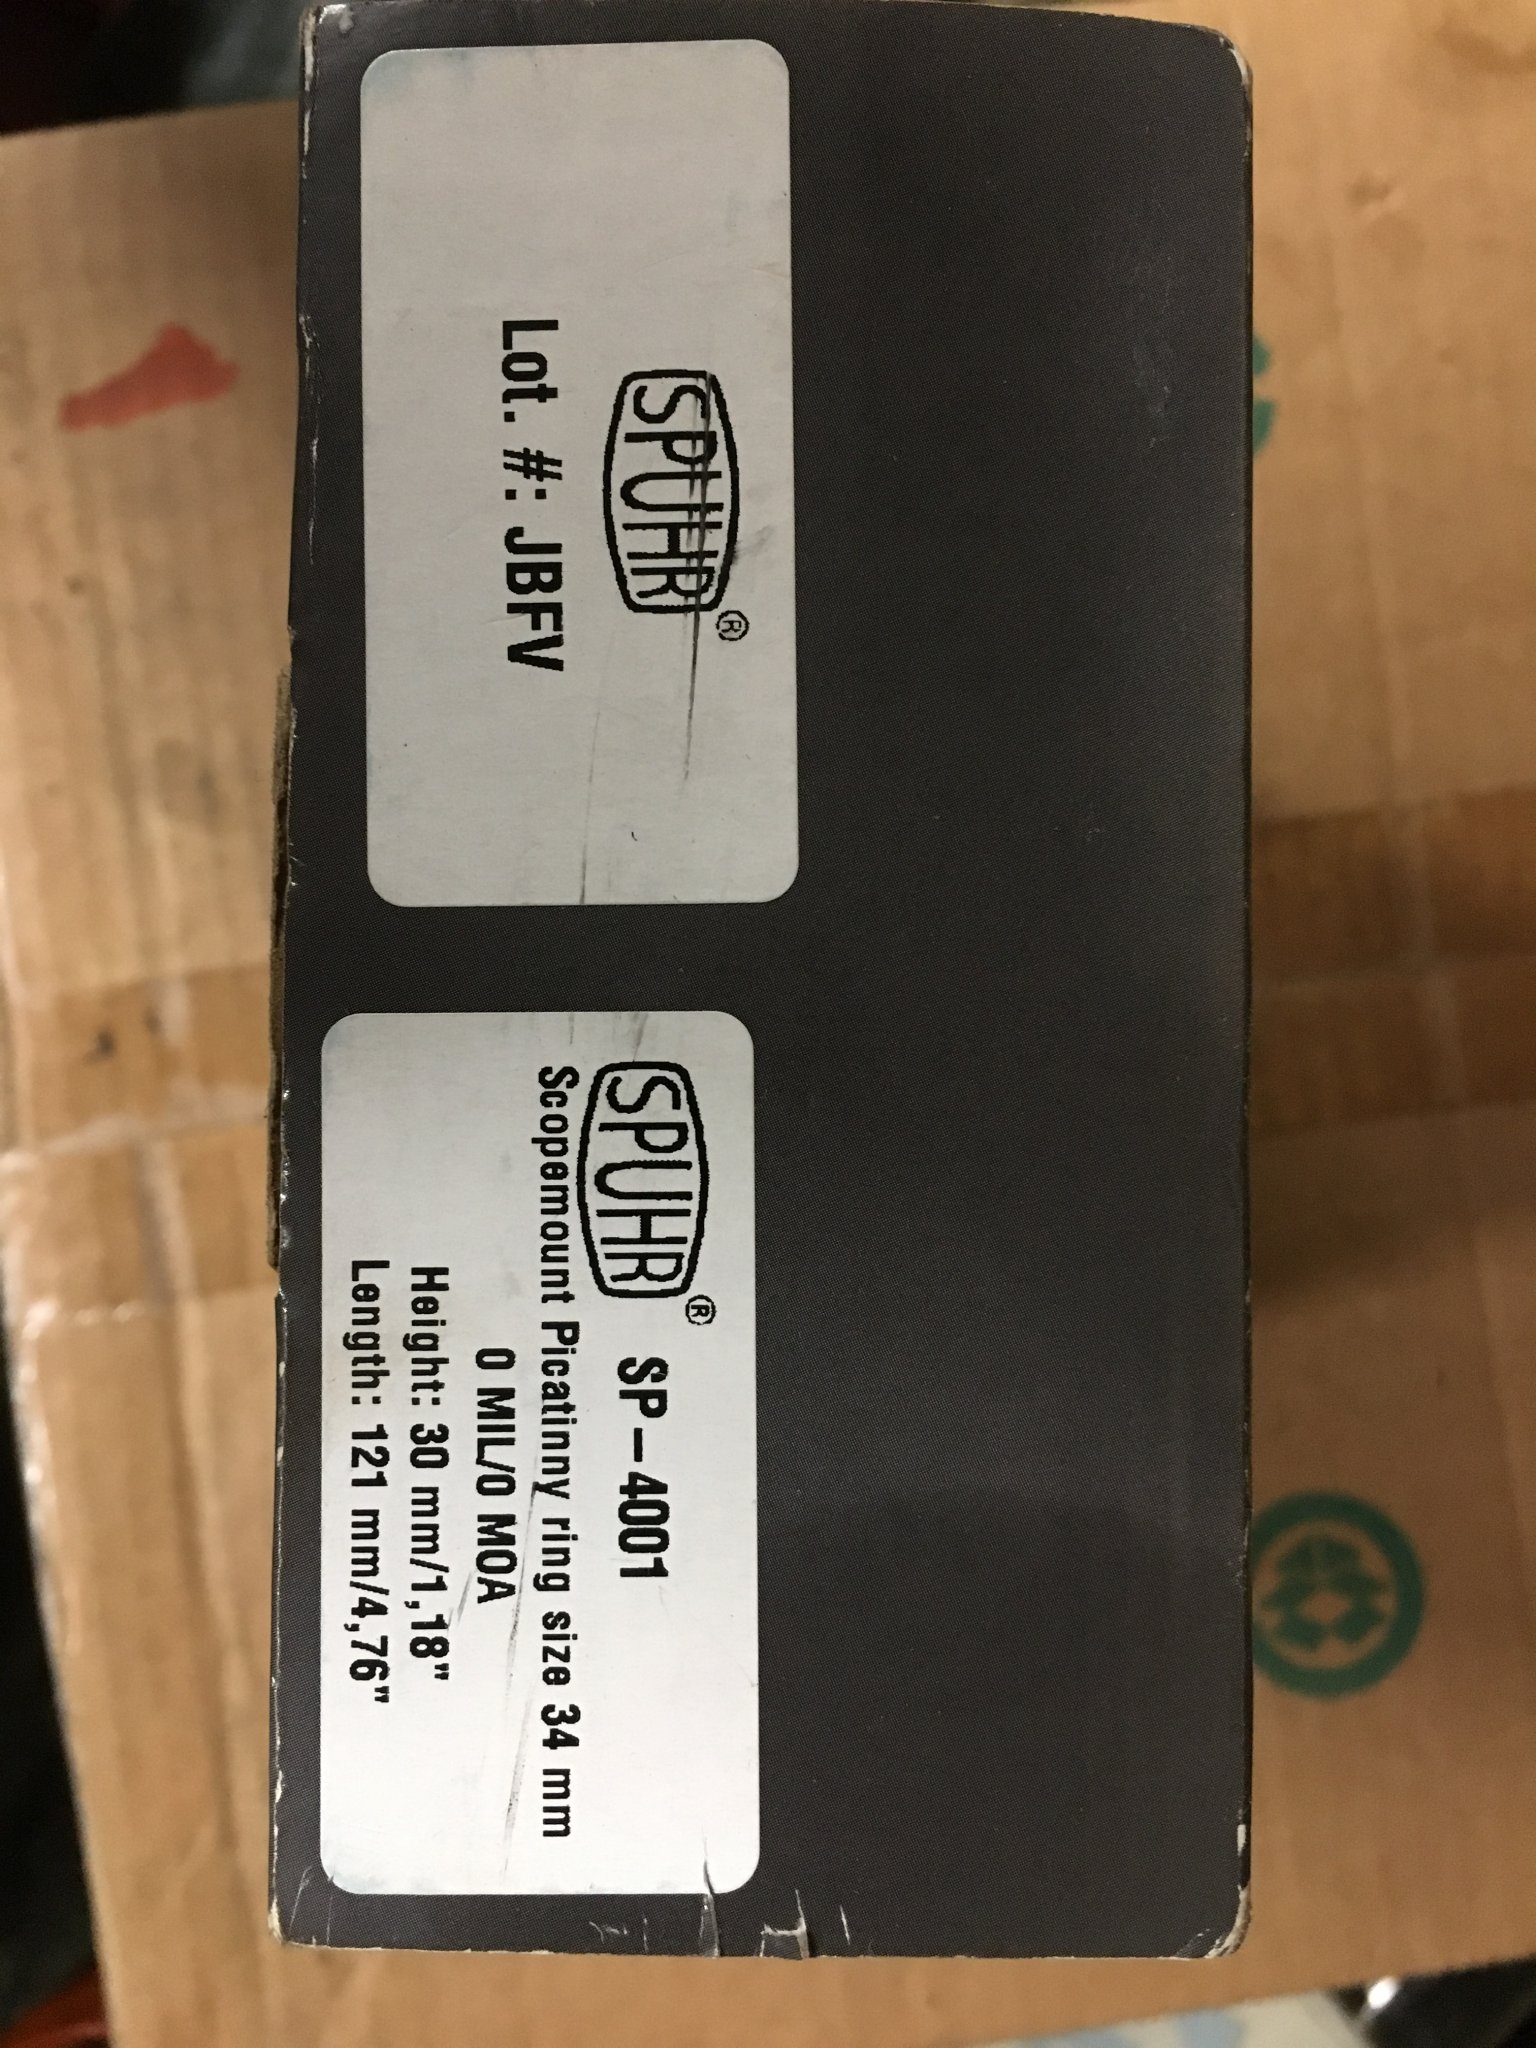 SPUHR®
Lot. #: JBFV
SPUHR® SP-4001
Scopemount Picatinny ring size 34 mm
0 MIL/0 MOA
Height: 30 mm/1,18"
Length: 121 mm/4,76"